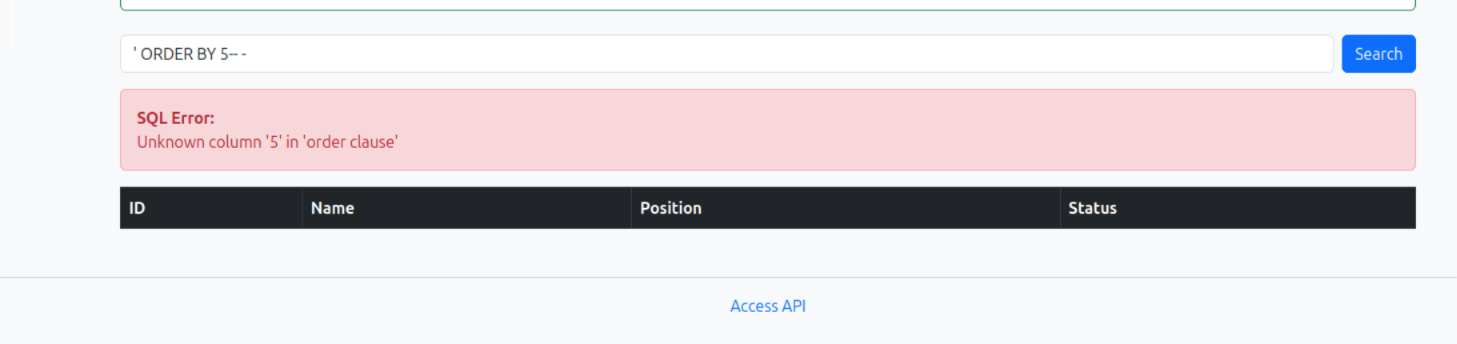 ' ORDER BY 5-- -
Search
SQL Error:
Unknown column '5' in 'order clause'
ID Name Position Status
Access API